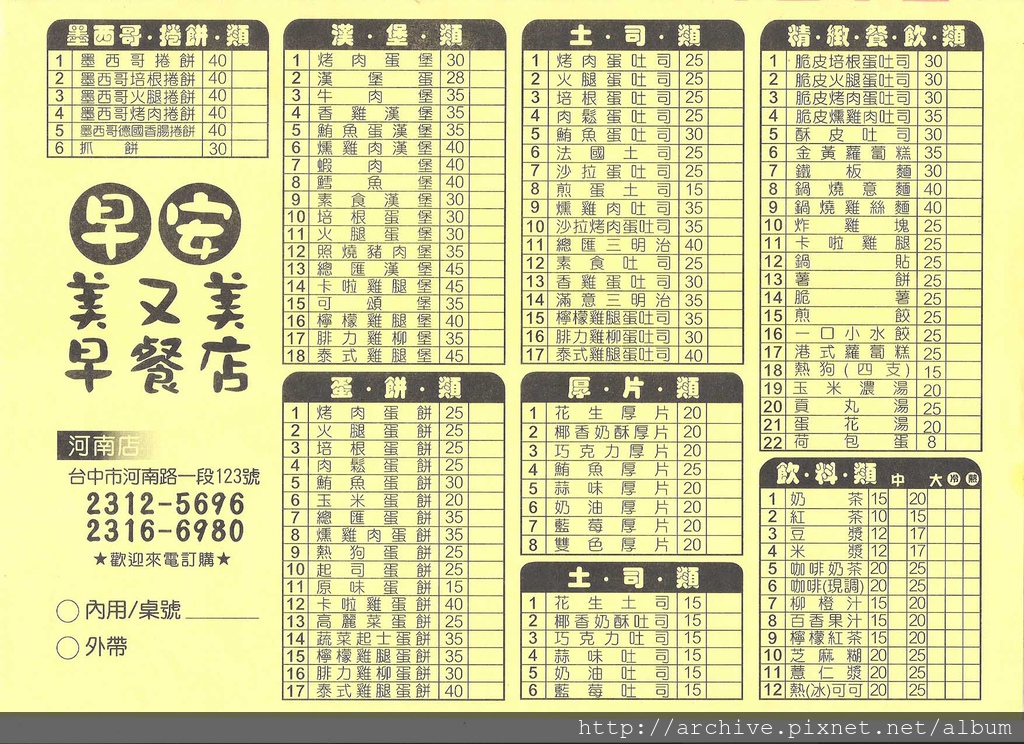 墨西哥·捲餅·類
1 墨西哥捲餅 40
2 墨西哥培根捲餅 40
3 墨西哥火腿捲餅 40
4 墨西哥烤肉捲餅 40
5 墨西哥德國香腸捲餅 40
6 抓餅 30
早安
美又美
早餐店
河南店
台中市河南路一段123號
2312-5696
2316-6980
★歡迎來電訂購★
○內用/桌號
○外帶
漢·堡·類
1 烤肉蛋堡 30
2 漢堡蛋 28
3 牛肉堡 35
4 香雞漢堡 35
5 鮪魚蛋漢堡 35
6 燻雞肉漢堡 40
7 蝦肉堡 40
8 鱈魚堡 40
9 素食漢堡 30
10 培根蛋堡 30
11 火腿蛋堡 30
12 照燒豬肉堡 35
13 總匯漢堡 45
14 卡啦雞腿堡 45
15 可頌堡 35
16 檸檬雞腿堡 40
17 腓力雞柳堡 35
18 泰式雞腿堡 45
蛋·餅·類
1 烤肉蛋餅 25
2 火腿蛋餅 25
3 培根蛋餅 25
4 肉鬆蛋餅 25
5 鮪魚蛋餅 30
6 玉米蛋餅 20
7 總匯蛋餅 35
8 燻雞肉蛋餅 35
9 熱狗蛋餅 25
10 起司蛋餅 25
11 原味蛋餅 15
12 卡啦雞蛋餅 40
13 高麗菜蛋餅 25
14 蔬菜起士蛋餅 35
15 檸檬雞腿蛋餅 35
16 腓力雞柳蛋餅 30
17 泰式雞腿蛋餅 40
土·司·類
1 烤肉蛋吐司 25
2 火腿蛋吐司 25
3 培根蛋吐司 25
4 肉鬆蛋吐司 25
5 鮪魚蛋吐司 30
6 法國土司 25
7 沙拉蛋吐司 25
8 煎蛋土司 15
9 燻雞肉吐司 35
10 沙拉烤肉蛋吐司 35
11 總匯三明治 40
12 素食吐司 25
13 香雞蛋吐司 30
14 滿意三明治 35
15 檸檬雞腿蛋吐司 35
16 腓力雞柳蛋吐司 30
17 泰式雞腿蛋吐司 40
厚·片·類
1 花生厚片 20
2 椰香奶酥厚片 20
3 巧克力厚片 20
4 鮪魚厚片 25
5 蒜味厚片 20
6 奶油厚片 20
7 藍莓厚片 20
8 雙色厚片 20
土·司·類
1 花生土司 15
2 椰香奶酥吐司 15
3 巧克力吐司 15
4 蒜味吐司 15
5 奶油吐司 15
6 藍莓吐司 15
精·緻·餐·飲·類
1 脆皮培根蛋吐司 30
2 脆皮火腿蛋吐司 30
3 脆皮烤肉蛋吐司 30
4 脆皮燻雞肉吐司 35
5 酥皮吐司 30
6 金黃蘿蔔糕 35
7 鐵板麵 30
8 鍋燒意麵 40
9 鍋燒雞絲麵 40
10 炸雞塊 25
11 卡啦雞腿 25
12 鍋貼 25
13 薯餅 25
14 脆薯 25
15 煎餃 25
16 一口小水餃 25
17 港式蘿蔔糕 25
18 熱狗(四支) 15
19 玉米濃湯 20
20 貢丸湯 25
21 蛋花湯 20
22 荷包蛋 8
飲·料·類 中 大 冷 熱
1 奶茶 15 20
2 紅茶 10 15
3 豆漿 12 17
4 米漿 12 17
5 咖啡奶茶 20 25
6 咖啡(現調) 20 25
7 柳橙汁 15 20
8 百香果汁 15 20
9 檸檬紅茶 15 20
10 芝麻糊 20 25
11 薏仁漿 20 25
12 熱(冰)可可 20 25
http://archive.pixnet.net/album